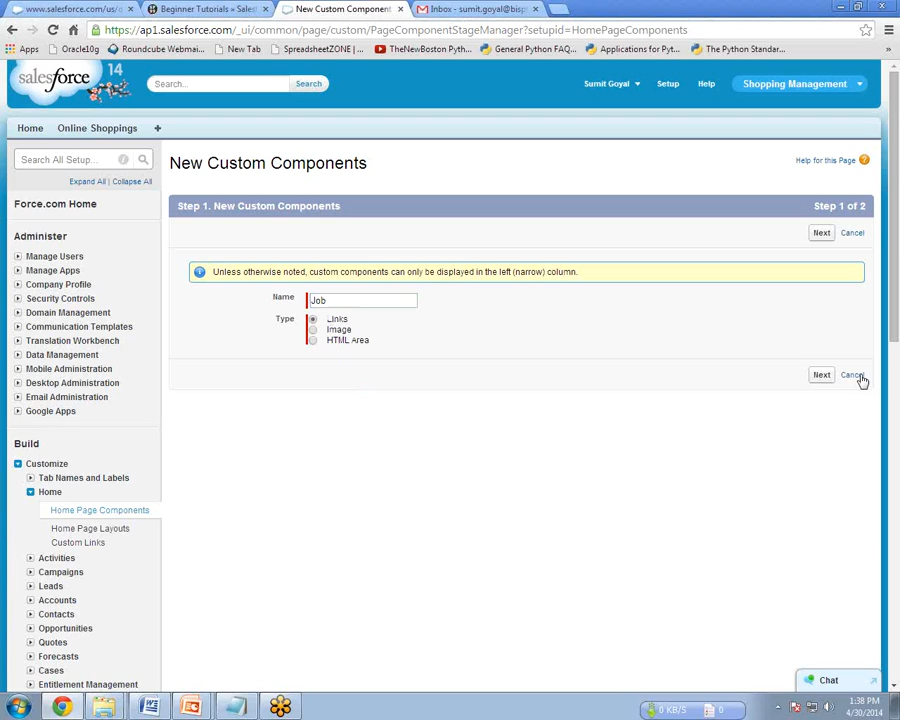 www.salesforce.com/us/d
Beginner Tutorials » Sales
New Custom Component
Inbox - sumit.goyal@bisp
https://ap1.salesforce.com/_ui/common/page/custom/PageComponentStageManager?setupid=HomePageComponents
Apps
Oracle10g
Roundcube Webmai...
New Tab
SpreadsheetZONE | ...
TheNewBoston Pyth...
General Python FAQ...
Applications for Pyt...
The Python Standar...
salesforce
14
Search...
Search
Sumit Goyal
Setup
Help
Shopping Management
Home
Online Shoppings
+
Search All Setup...
Expand All | Collapse All
Force.com Home
Administer
Manage Users
Manage Apps
Company Profile
Security Controls
Domain Management
Communication Templates
Translation Workbench
Data Management
Mobile Administration
Desktop Administration
Email Administration
Google Apps
Build
Customize
Tab Names and Labels
Home
Home Page Components
Home Page Layouts
Custom Links
Activities
Campaigns
Leads
Accounts
Contacts
Opportunities
Quotes
Forecasts
Cases
Entitlement Management
New Custom Components
Help for this Page
Step 1. New Custom Components
Step 1 of 2
Next
Cancel
Unless otherwise noted, custom components can only be displayed in the left (narrow) column.
Name
Job
Type
Links
Image
HTML Area
Next
Cancel
Chat
0 KB/S
0
1:38 PM
4/30/2014